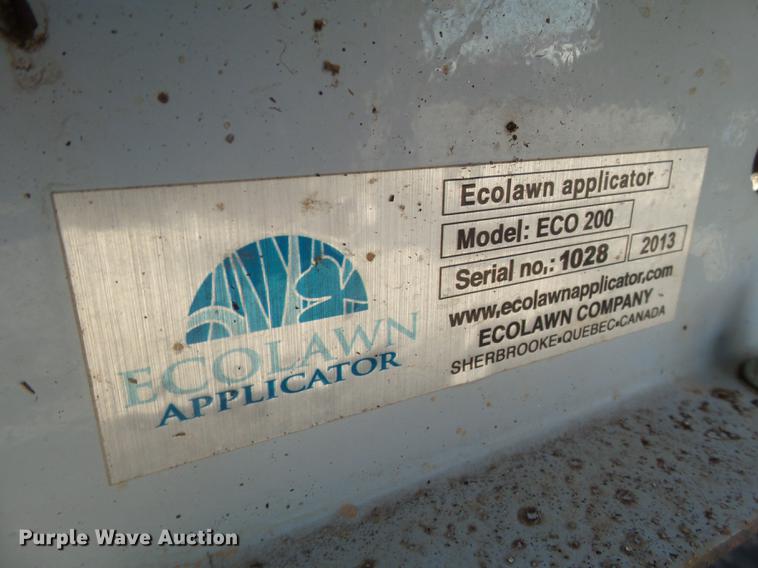 Ecolawn applicator
Model: ECO 200
Serial no,: 1028 2013
www.ecolawnapplicator.com
ECOLAWN COMPANY
SHERBROOKE•QUEBEC•CANADA
ECOLAWN
APPLICATOR
Purple Wave Auction®